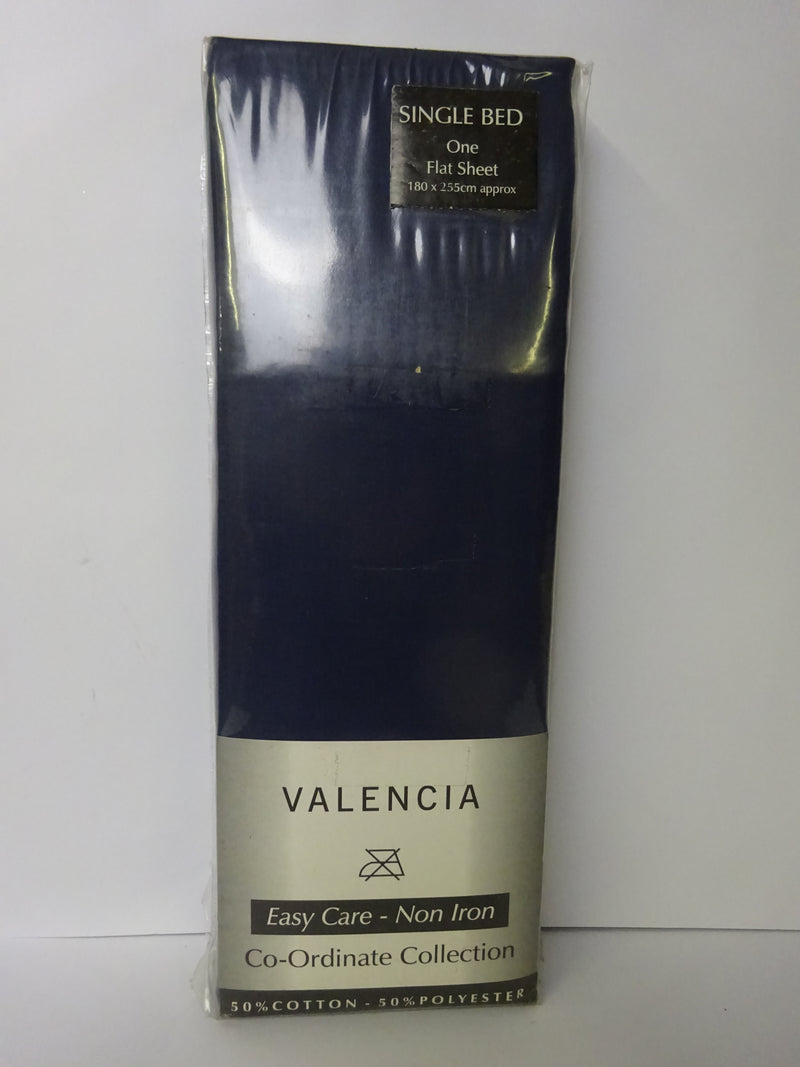 SINGLE BED
One
Flat Sheet
180 x 255cm approx
VALENCIA
Easy Care - Non Iron
Co-Ordinate Collection
50%COTTON - 50%POLYESTER